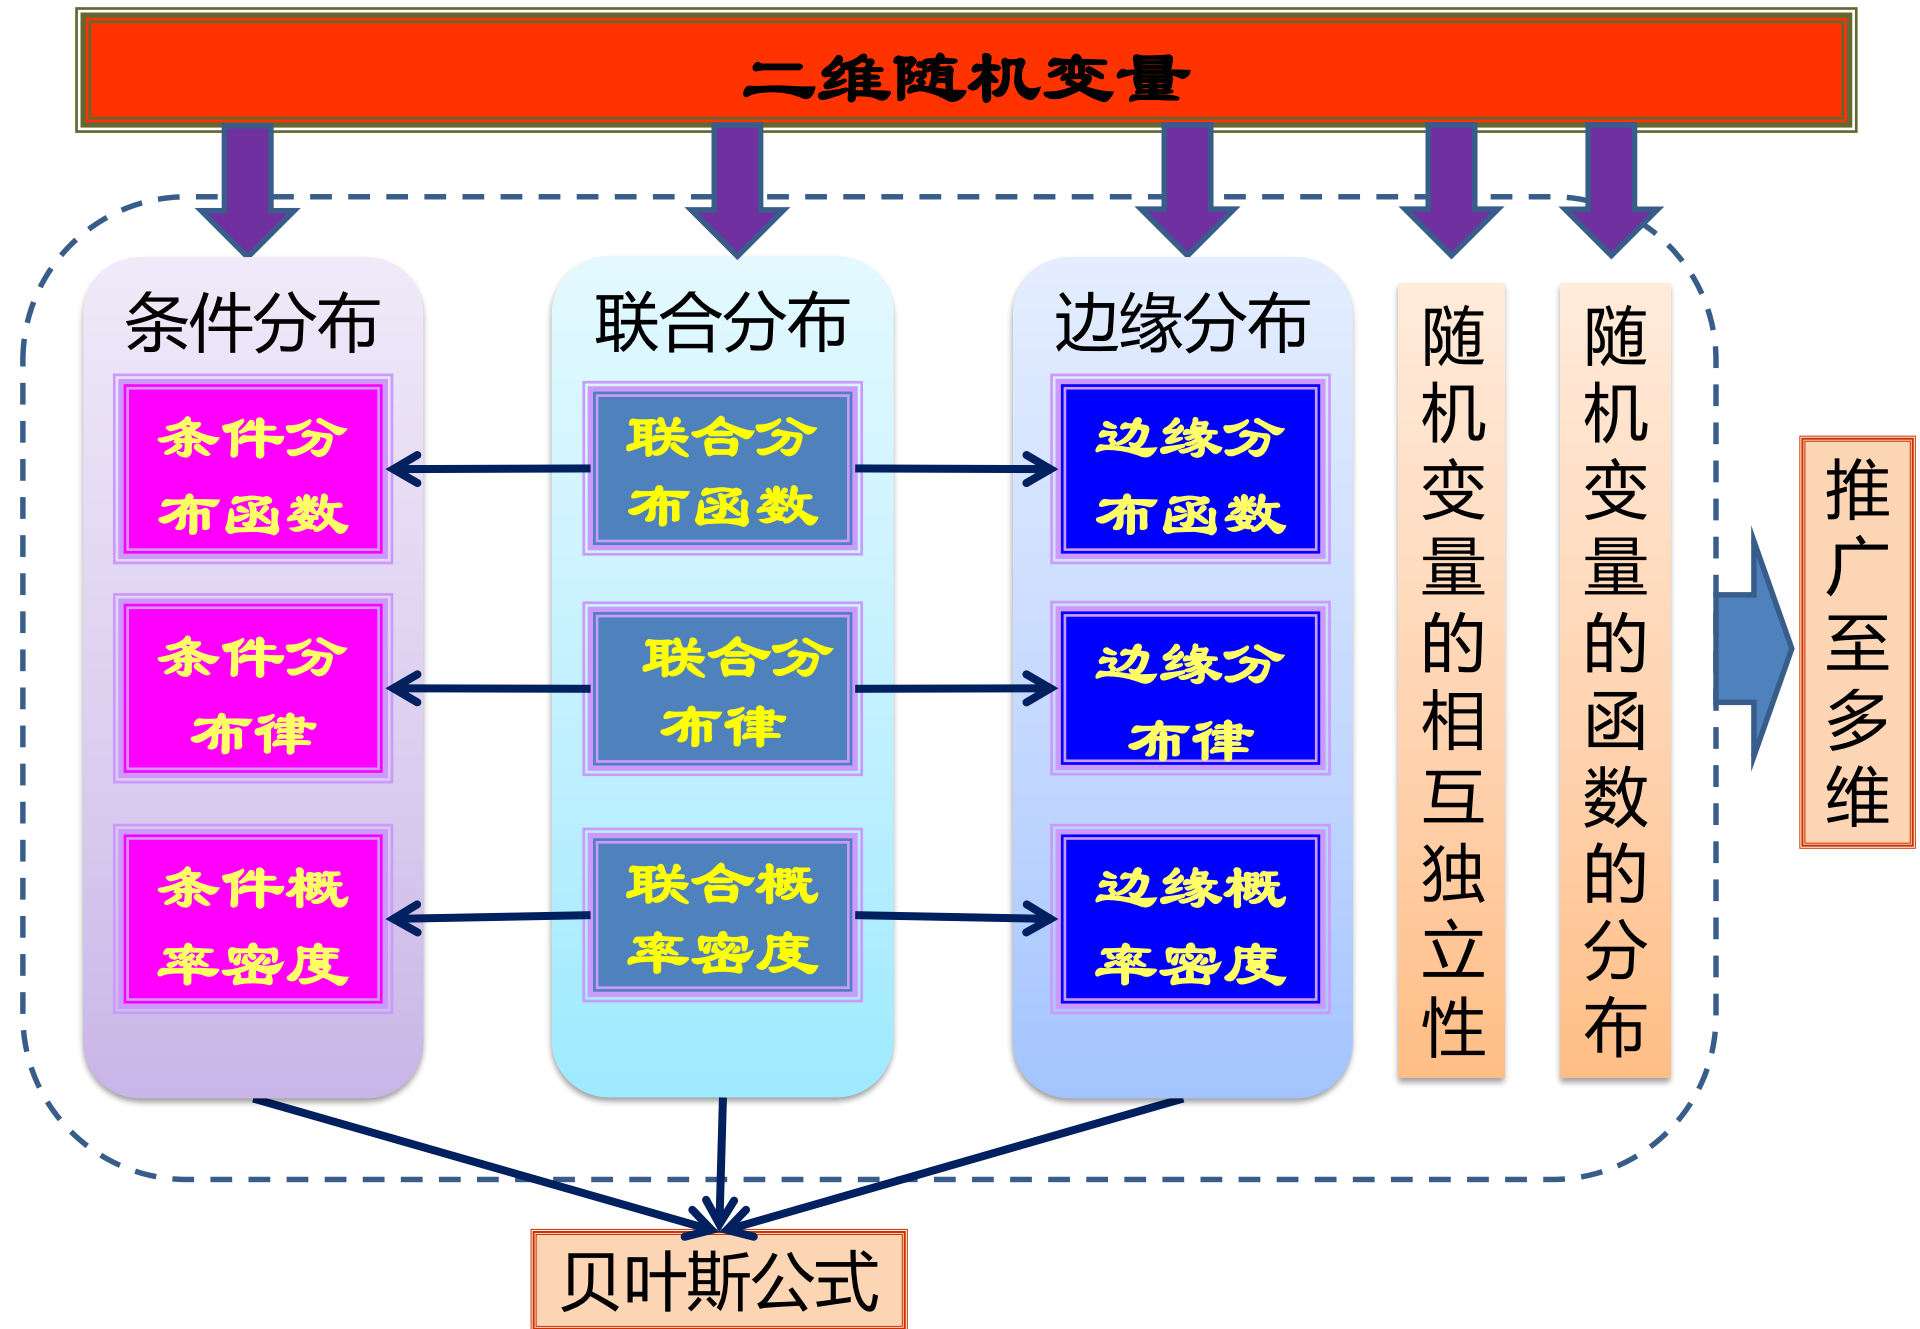 二维随机变量
条件分布
条件分
布函数
条件分
布律
条件概
率密度
联合分布
联合分
布函数
联合分
布律
联合概
率密度
边缘分布
边缘分
布函数
边缘分
布律
边缘概
率密度
随机变量的相互独立性
随机变量的函数的分布
推广至多维
贝叶斯公式